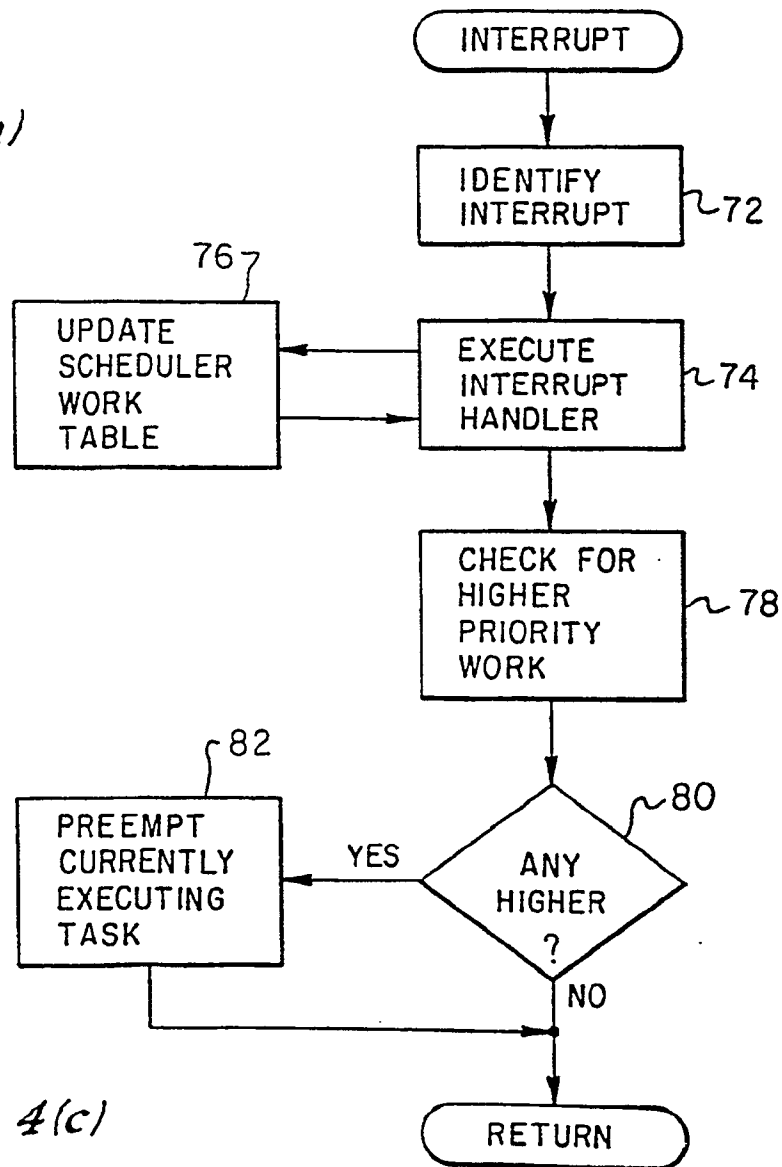 INTERRUPT
IDENTIFY
INTERRUPT
72
76
UPDATE
SCHEDULER
WORK
TABLE
EXECUTE
INTERRUPT
HANDLER
74
CHECK FOR
HIGHER
PRIORITY
WORK
78
82
PREEMPT
CURRENTLY
EXECUTING
TASK
YES
80
ANY
HIGHER
?
NO
4(c)
RETURN